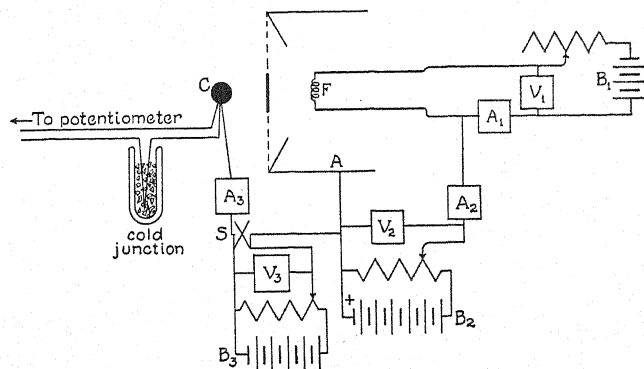 C
F
V1
B1
A1
←To potentiometer
A
A3
A2
S
V2
cold
junction
V3
+
B2
B3